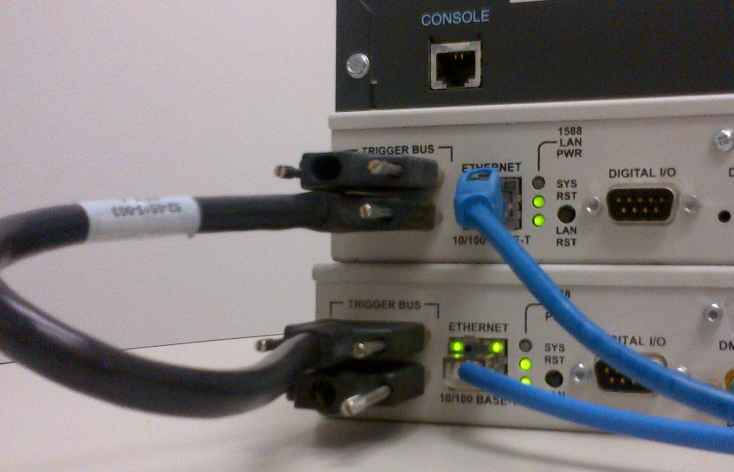 CONSOLE
TRIGGER BUS
ETHERNET
1588
LAN
PWR
SYS
RST
LAN
RST
DIGITAL I/O
10/100
TRIGGER BUS
ETHERNET
SYS
RST
10/100 BASE-T